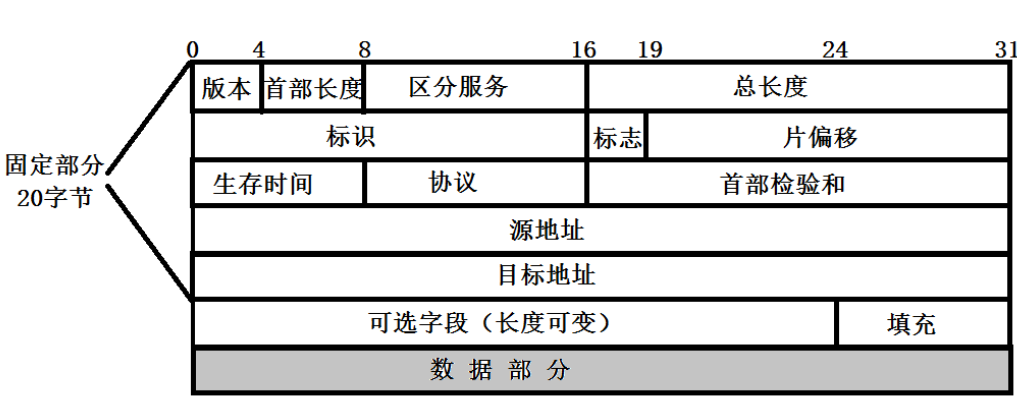 0 4 8 16 19 24 31
版本 首部长度 区分服务 总长度
标识 标志 片偏移
固定部分
20字节
生存时间 协议 首部检验和
源地址
目标地址
可选字段（长度可变） 填充
数 据 部 分